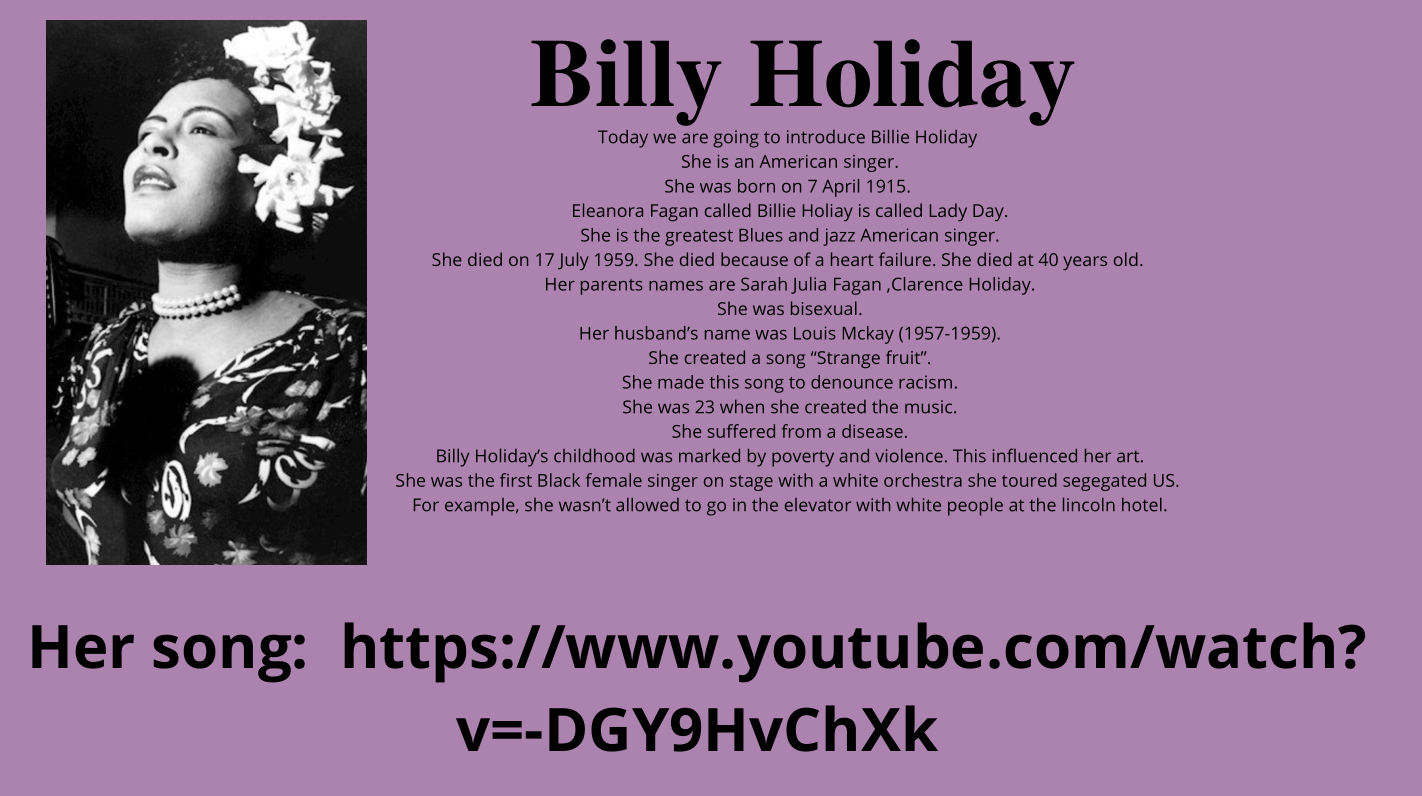 Billy Holiday
Today we are going to introduce Billie Holiday
She is an American singer.
She was born on 7 April 1915.
Eleanora Fagan called Billie Holiay is called Lady Day.
She is the greatest Blues and jazz American singer.
She died on 17 July 1959. She died because of a heart failure. She died at 40 years old.
Her parents names are Sarah Julia Fagan ,Clarence Holiday.
She was bisexual.
Her husband’s name was Louis Mckay (1957-1959).
She created a song “Strange fruit”.
She made this song to denounce racism.
She was 23 when she created the music.
She suffered from a disease.
Billy Holiday’s childhood was marked by poverty and violence. This influenced her art.
She was the first Black female singer on stage with a white orchestra she toured segegated US.
For example, she wasn’t allowed to go in the elevator with white people at the lincoln hotel.
Her song: https://www.youtube.com/watch?
v=-DGY9HvChXk